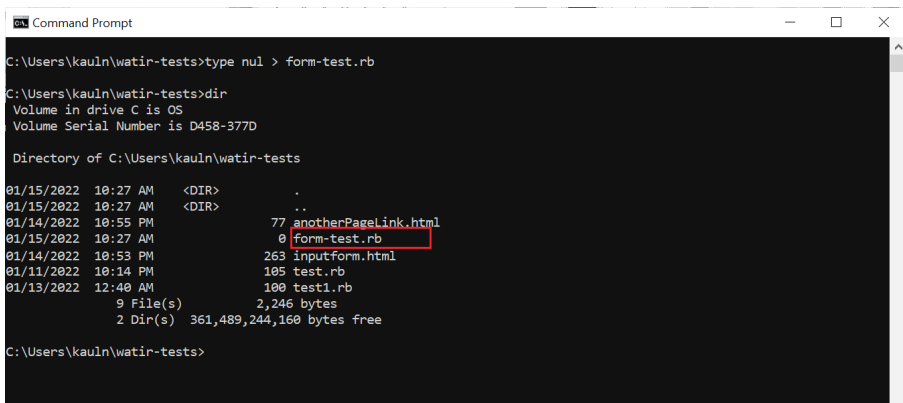 Command Prompt
C:\Users\kauln\watir-tests>type nul > form-test.rb
C:\Users\kauln\watir-tests>dir
Volume in drive C is OS
Volume Serial Number is D458-377D
Directory of C:\Users\kauln\watir-tests
01/15/2022  10:27 AM    <DIR>          .
01/15/2022  10:27 AM    <DIR>          ..
01/14/2022  10:55 PM                77 anotherPageLink.html
01/15/2022  10:27 AM                 0 form-test.rb
01/14/2022  10:53 PM               263 inputform.html
01/11/2022  10:14 PM               105 test.rb
01/13/2022  12:40 AM               100 test1.rb
9 File(s)          2,246 bytes
2 Dir(s)  361,489,244,160 bytes free
C:\Users\kauln\watir-tests>